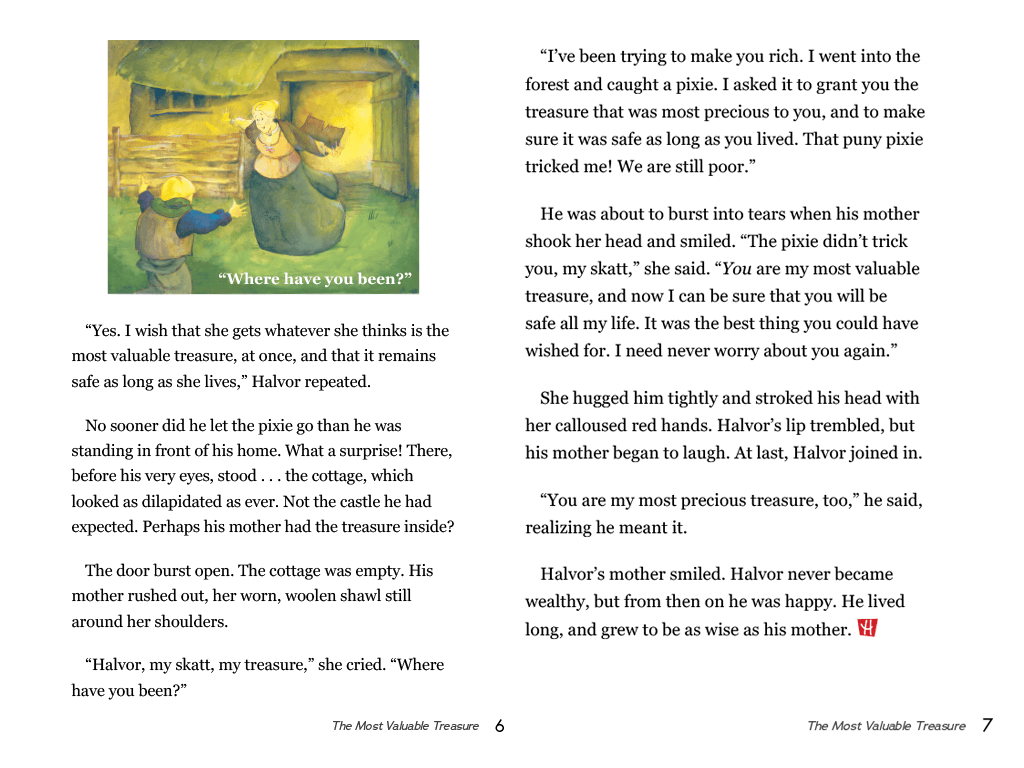 “Where have you been?”
“Yes. I wish that she gets whatever she thinks is the
most valuable treasure, at once, and that it remains
safe as long as she lives,” Halvor repeated.
No sooner did he let the pixie go than he was
standing in front of his home. What a surprise! There,
before his very eyes, stood . . . the cottage, which
looked as dilapidated as ever. Not the castle he had
expected. Perhaps his mother had the treasure inside?
The door burst open. The cottage was empty. His
mother rushed out, her worn, woolen shawl still
around her shoulders.
“Halvor, my skatt, my treasure,” she cried. “Where
have you been?”
The Most Valuable Treasure 6
“I’ve been trying to make you rich. I went into the
forest and caught a pixie. I asked it to grant you the
treasure that was most precious to you, and to make
sure it was safe as long as you lived. That puny pixie
tricked me! We are still poor.”
He was about to burst into tears when his mother
shook her head and smiled. “The pixie didn’t trick
you, my skatt,” she said. “You are my most valuable
treasure, and now I can be sure that you will be
safe all my life. It was the best thing you could have
wished for. I need never worry about you again.”
She hugged him tightly and stroked his head with
her calloused red hands. Halvor’s lip trembled, but
his mother began to laugh. At last, Halvor joined in.
“You are my most precious treasure, too,” he said,
realizing he meant it.
Halvor’s mother smiled. Halvor never became
wealthy, but from then on he was happy. He lived
long, and grew to be as wise as his mother.
The Most Valuable Treasure 7